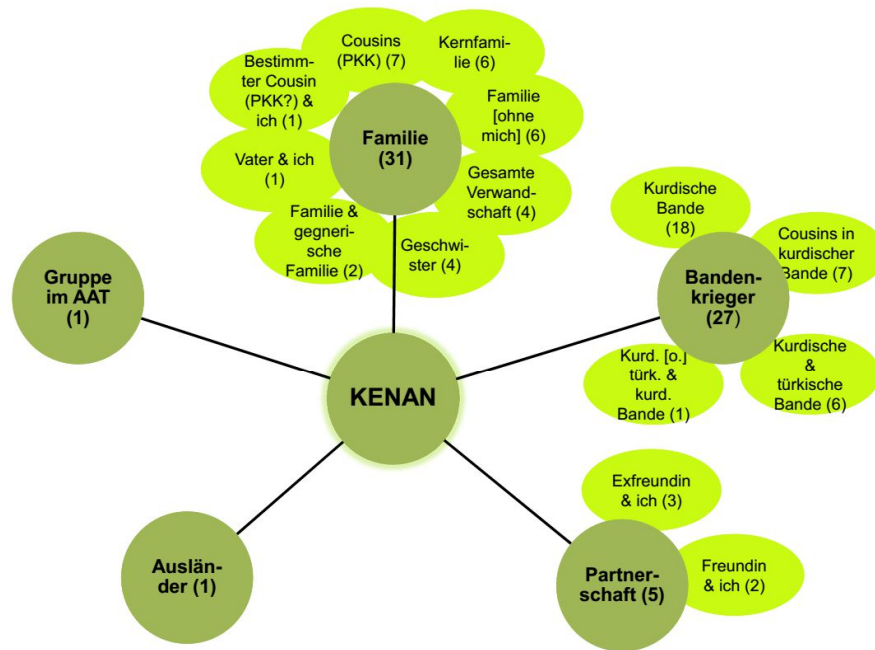 Cousins
(PKK) (7)
Kernfami-
lie (6)
Bestimm-
ter Cousin
(PKK?) &
ich (1)
Familie
[ohne
mich] (6)
Familie
(31)
Vater & ich
(1)
Gesamte
Verwand-
schaft (4)
Familie &
gegner-
ische
Familie (2)
Geschwi-
ster (4)
Kurdische
Bande
(18)
Cousins in
kurdischer
Bande (7)
Banden-
krieger
(27)
Kurd. [o.]
türk. &
kurd.
Bande (1)
Kurdische
&
türkische
Bande (6)
Gruppe
im AAT
(1)
KENAN
Exfreundin
& ich (3)
Freundin
& ich (2)
Partner-
schaft (5)
Auslän-
der (1)